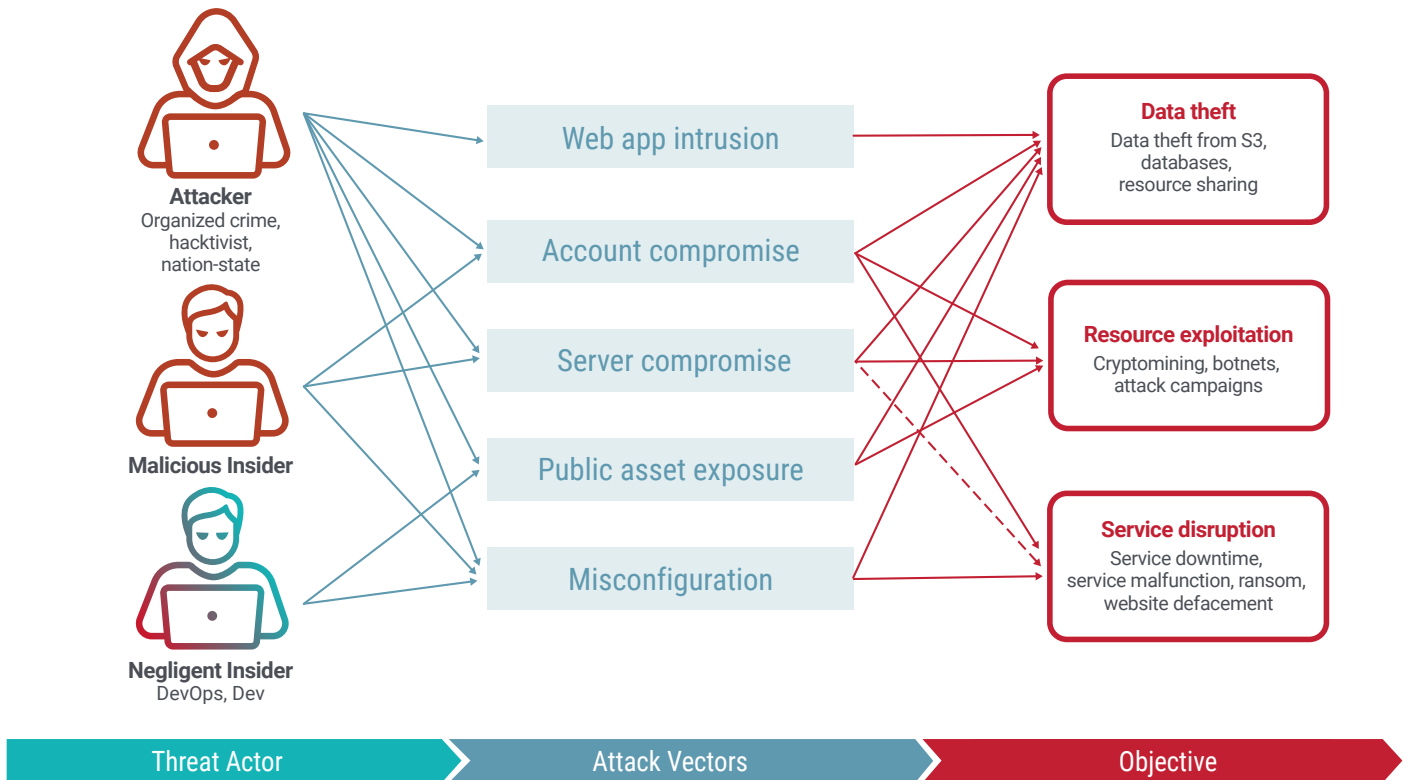 Attacker
Organized crime,
hacktivist,
nation-state
Malicious Insider
Negligent Insider
DevOps, Dev
Web app intrusion
Account compromise
Server compromise
Public asset exposure
Misconfiguration
Data theft
Data theft from S3,
databases,
resource sharing
Resource exploitation
Cryptomining, botnets,
attack campaigns
Service disruption
Service downtime,
service malfunction, ransom,
website defacement
Threat Actor
Attack Vectors
Objective